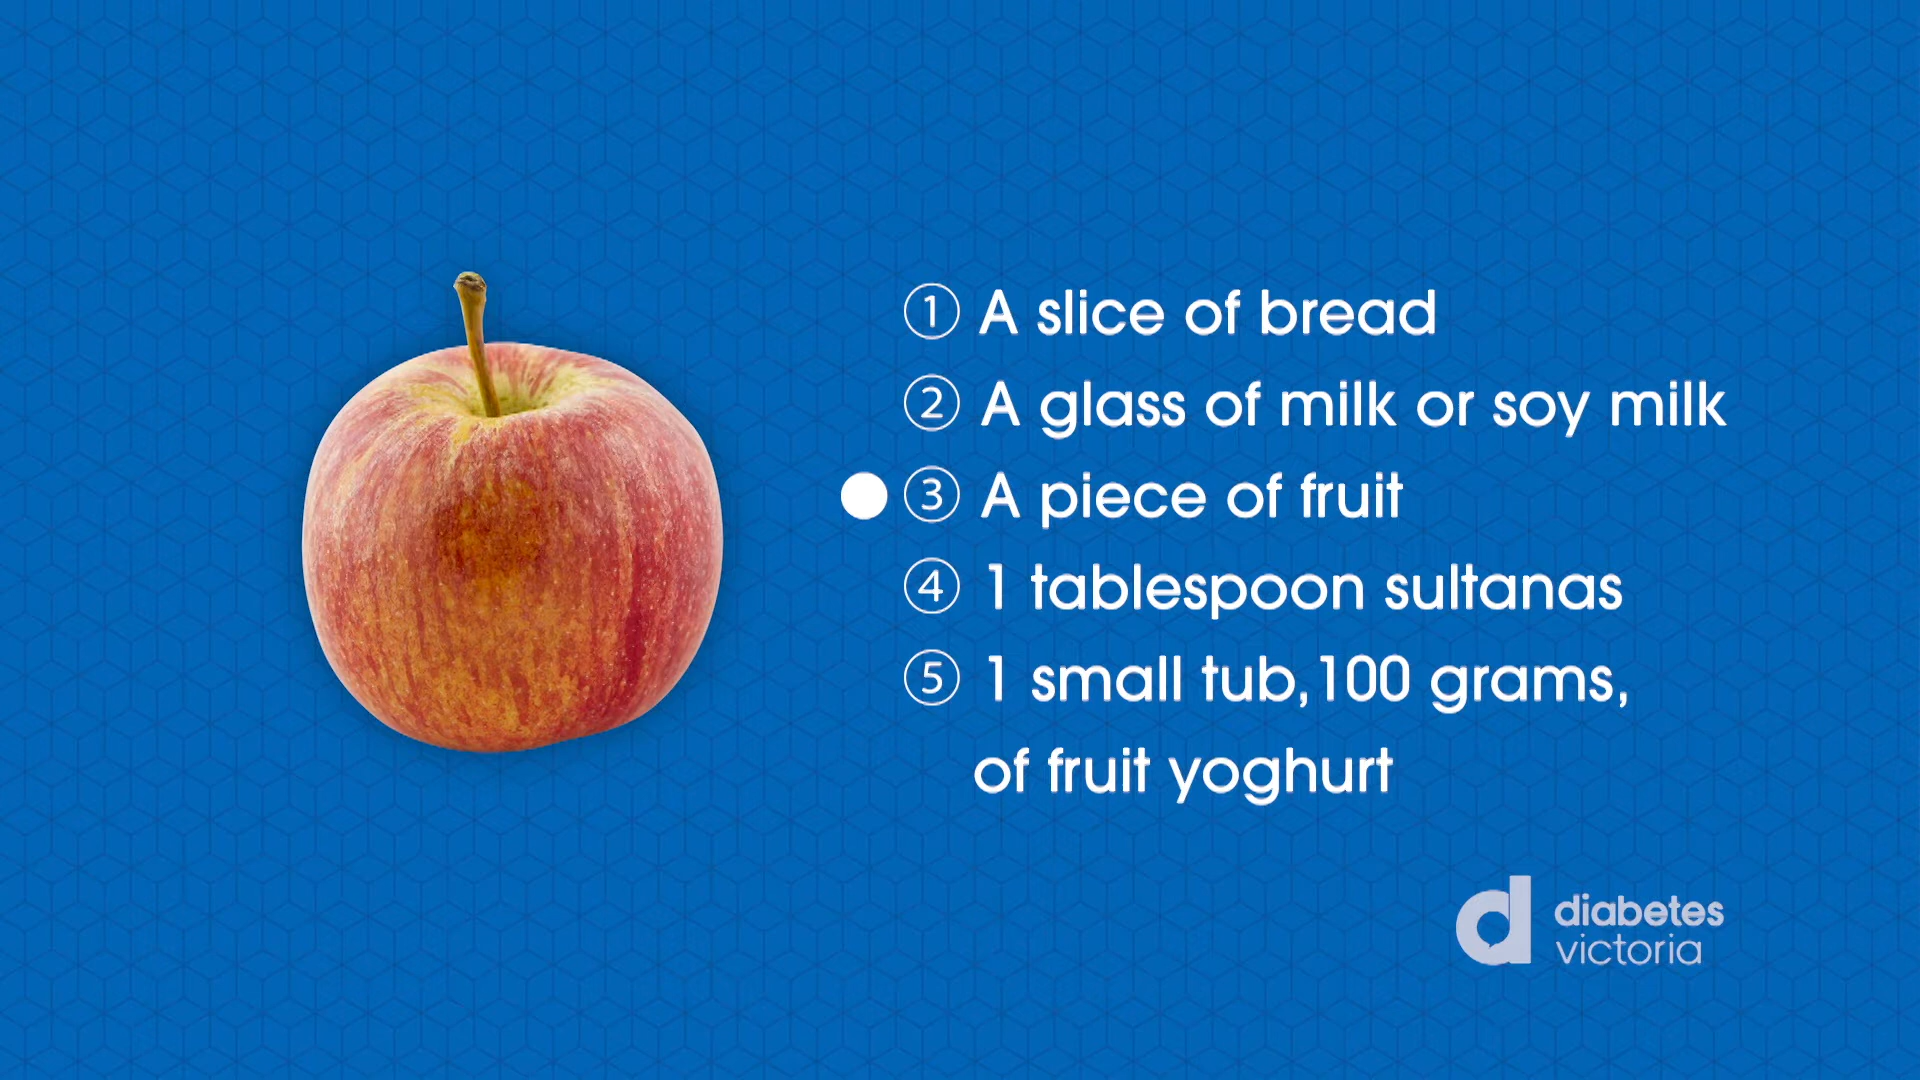 ① A slice of bread
② A glass of milk or soy milk
③ A piece of fruit
④ 1 tablespoon sultanas
⑤ 1 small tub,100 grams,
of fruit yoghurt
diabetes
victoria